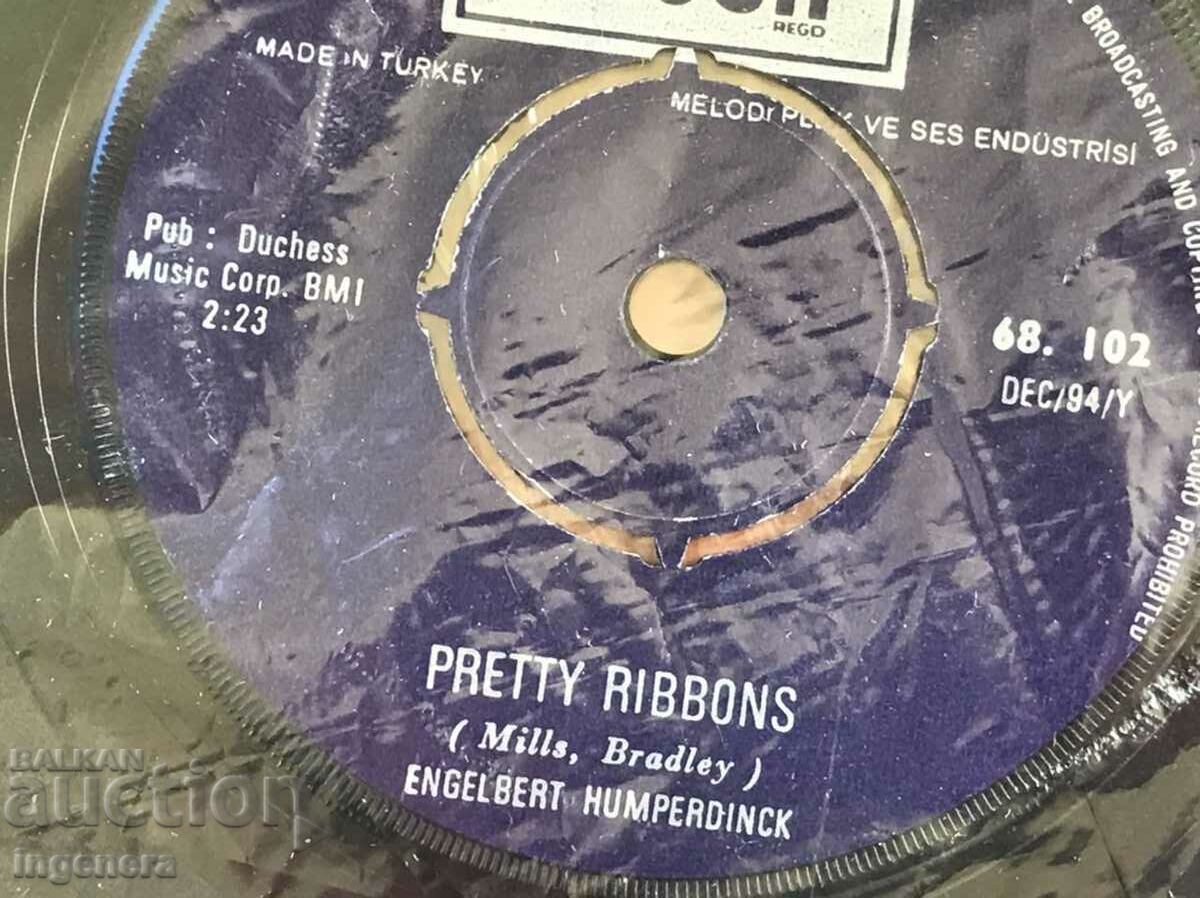 REGD
MADE IN TURKEY
MELODİ PLAK VE SES ENDÜSTRİSİ
BROADCASTING AND
RECORD PROHIBITED
Pub : Duchess
Music Corp. BMI
2:23
68. 102
DEC/94/Y
PRETTY RIBBONS
( Mills, Bradley )
ENGELBERT HUMPERDINCK
BALKAN
auction
ingenera